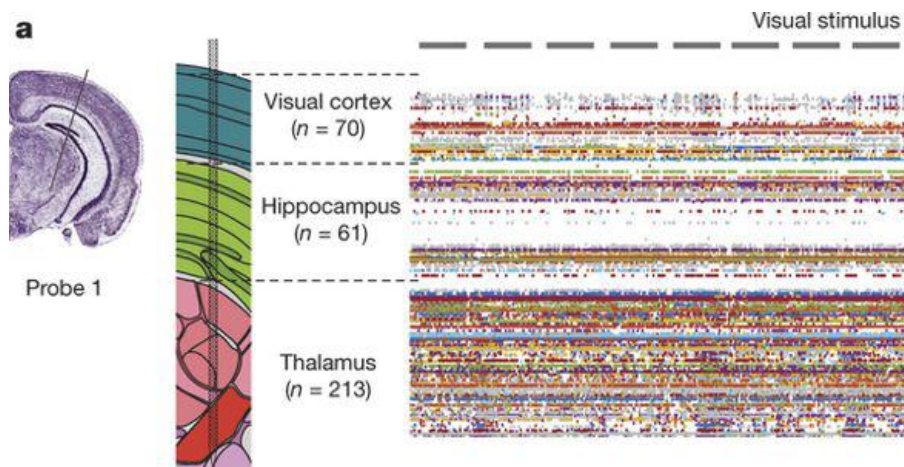 a
Visual stimulus
Visual cortex
(n = 70)
Hippocampus
(n = 61)
Probe 1
Thalamus
(n = 213)